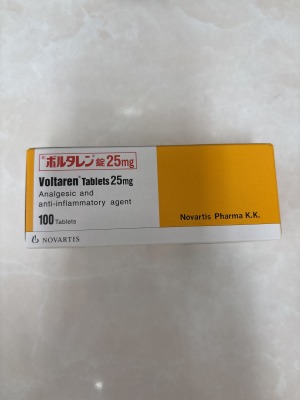 ボルタレン®錠25mg
Voltaren® Tablets 25mg
Analgesic and
anti-inflammatory agent
100 Tablets
Novartis Pharma K.K.
NOVARTIS